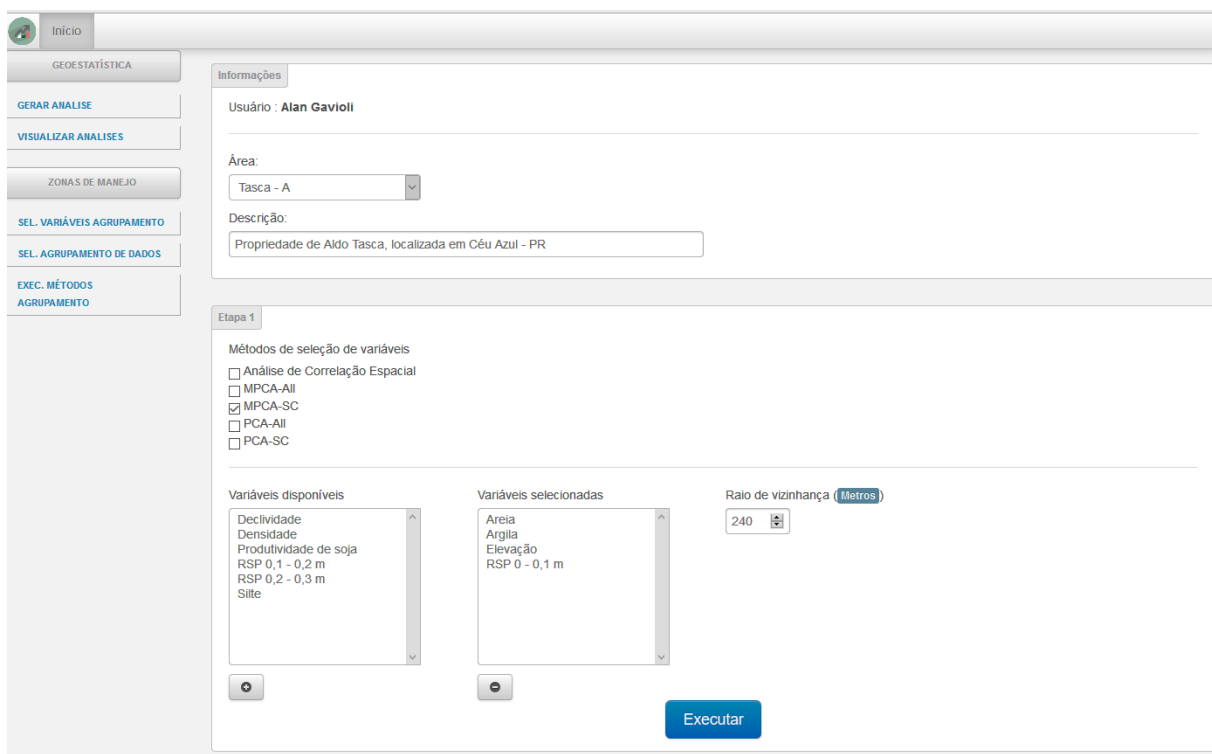 Início
GEOESTATÍSTICA
GERAR ANALISE
VISUALIZAR ANALISES
ZONAS DE MANEJO
SEL. VARIÁVEIS AGRUPAMENTO
SEL. AGRUPAMENTO DE DADOS
EXEC. MÉTODOS
AGRUPAMENTO
Informações
Usuário : Alan Gavioli
Área:
Tasca - A
Descrição:
Propriedade de Aldo Tasca, localizada em Céu Azul - PR
Etapa 1
Métodos de seleção de variáveis
Análise de Correlação Espacial
MPCA-All
MPCA-SC
PCA-All
PCA-SC
Variáveis disponíveis
Declividade
Densidade
Produtividade de soja
RSP 0,1 - 0,2 m
RSP 0,2 - 0,3 m
Silte
Variáveis selecionadas
Areia
Argila
Elevação
RSP 0 - 0,1 m
Raio de vizinhança (Metros)
240
Executar